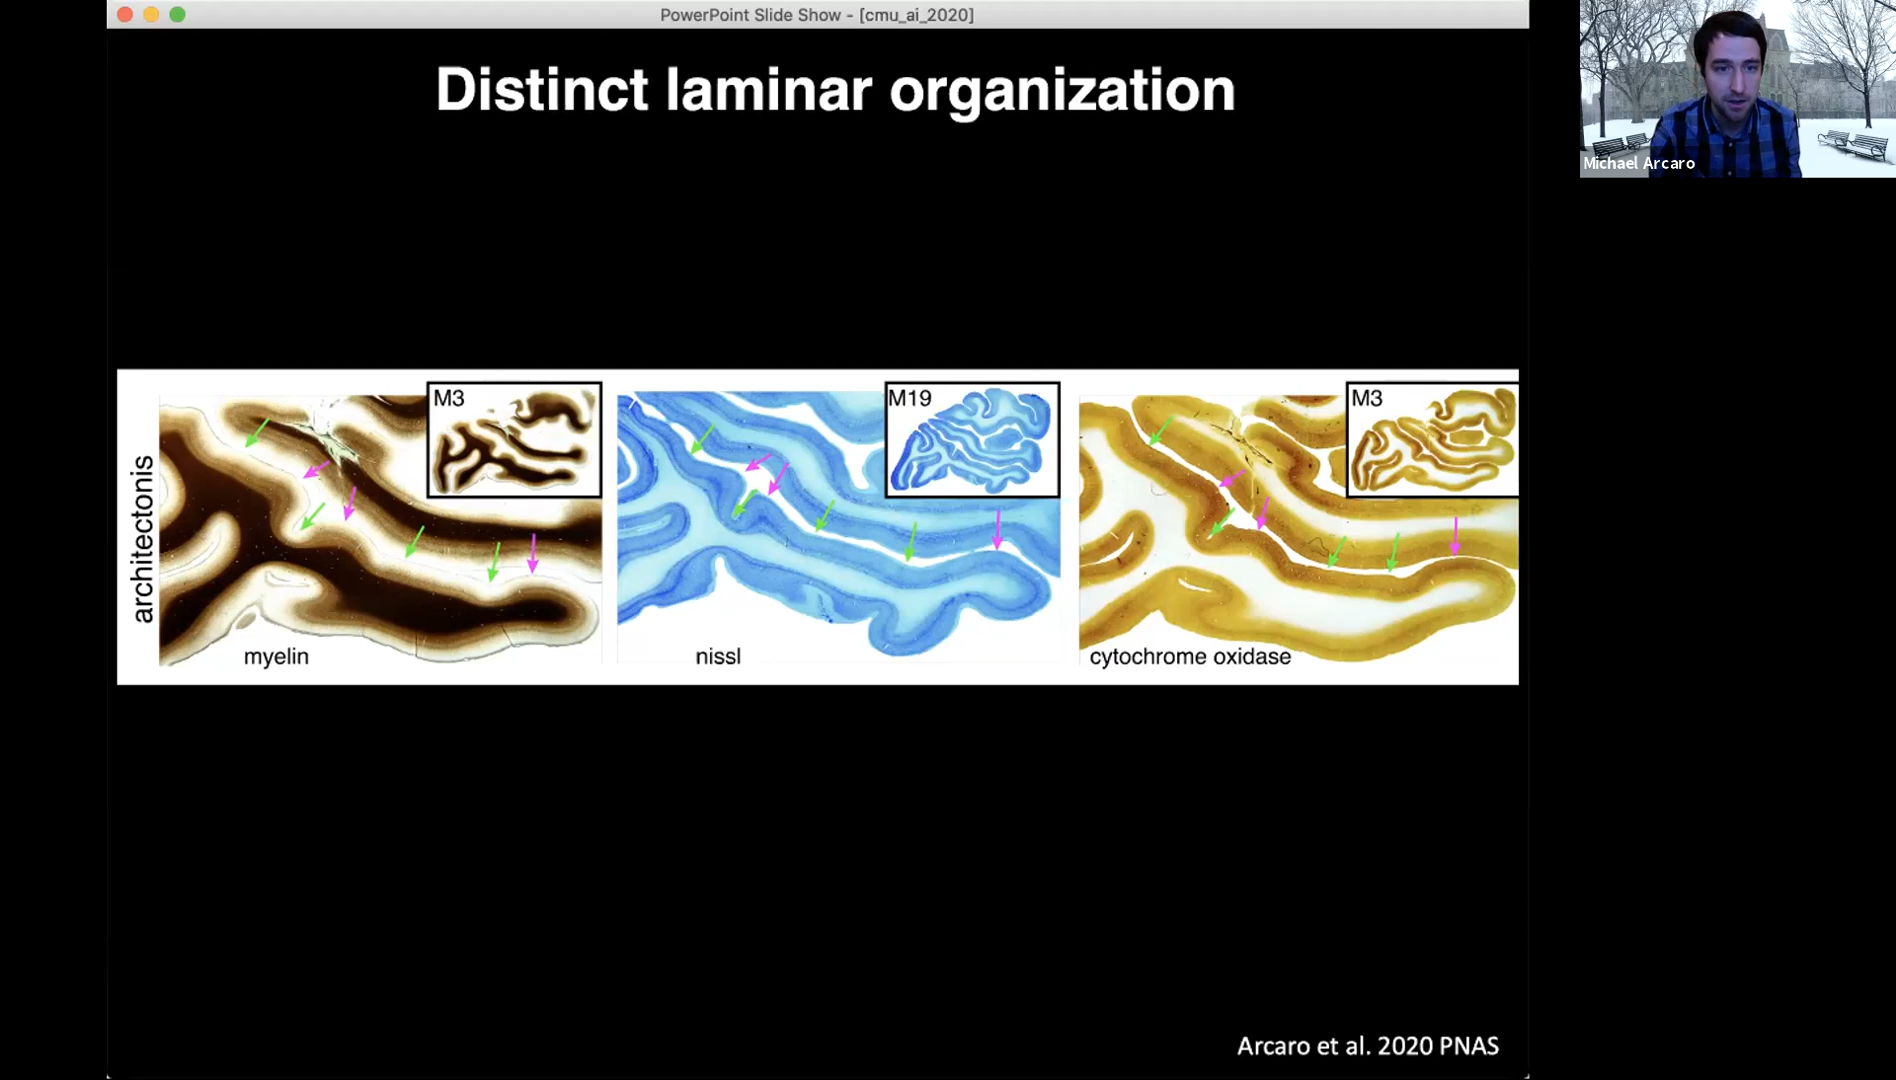 PowerPoint Slide Show - [cmu_ai_2020]
Distinct laminar organization
Michael Arcaro
M3
M19
M3
architectonis
myelin
nissl
cytochrome oxidase
Arcaro et al. 2020 PNAS